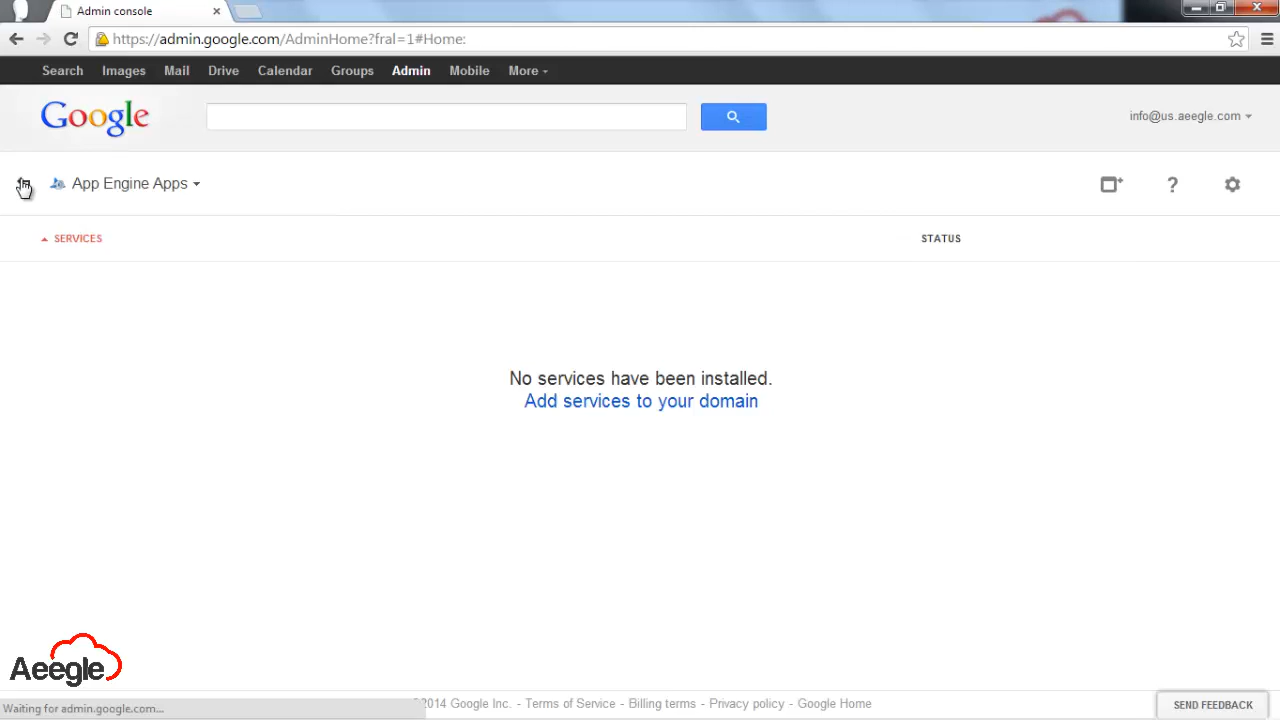 Admin console
https://admin.google.com/AdminHome?fral=1#Home:
Search Images Mail Drive Calendar Groups Admin Mobile More
Google
info@us.aeegle.com
App Engine Apps
?
SERVICES STATUS
No services have been installed.
Add services to your domain
Aeegle
©2014 Google Inc. - Terms of Service - Billing terms - Privacy policy - Google Home
SEND FEEDBACK
Waiting for admin.google.com...